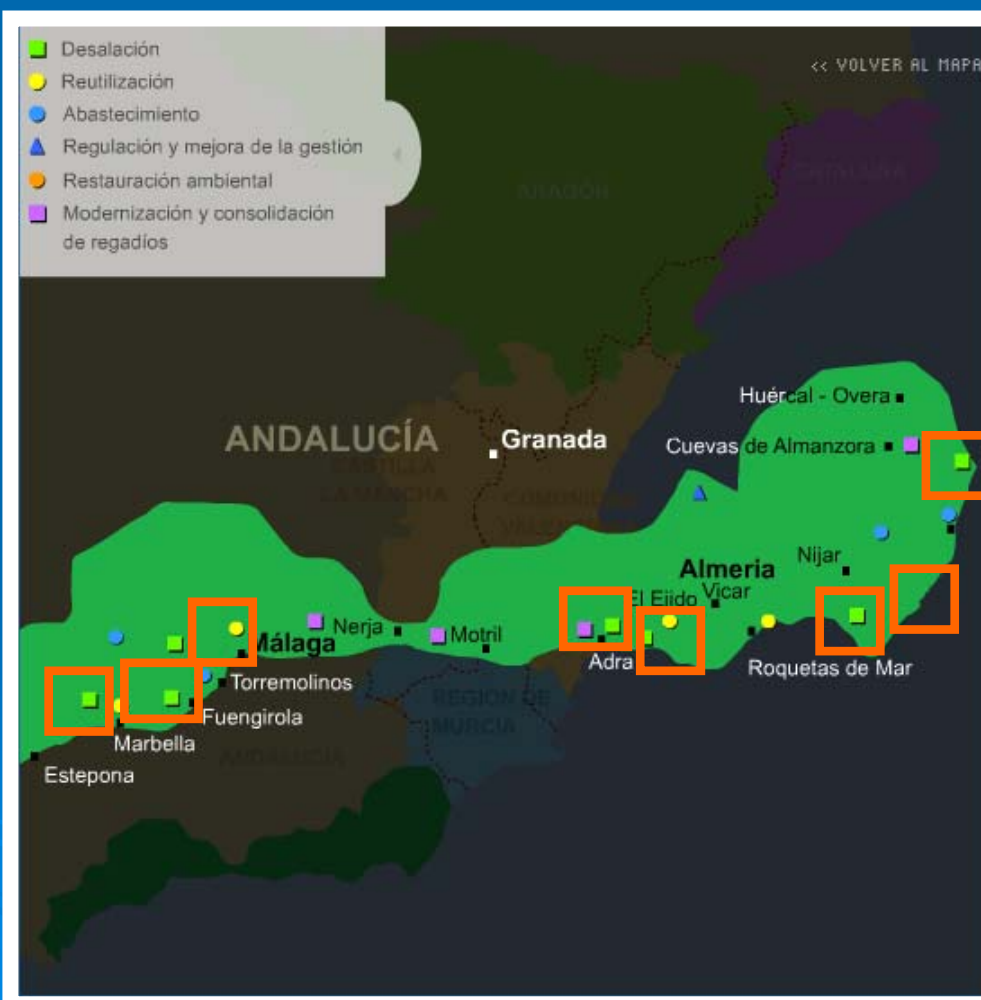 Desalación
<< VOLVER AL MAPA
Reutilización
Abastecimiento
Regulación y mejora de la gestión
Restauración ambiental
Modernización y consolidación
de regadíos
ARAGÓN
CATALUÑA
Huércal - Overa
ANDALUCÍA
Granada
Cuevas de Almanzora
CASTILLA
LA MANCHA
COMUNIDAD
VALENCIANA
Nijar
Almeria
El Ejido
Vicar
Nerja
Motril
Málaga
Adra
Roquetas de Mar
Torremolinos
REGION DE
MURCIA
Fuengirola
Marbella
ANDALUCÍA
Estepona